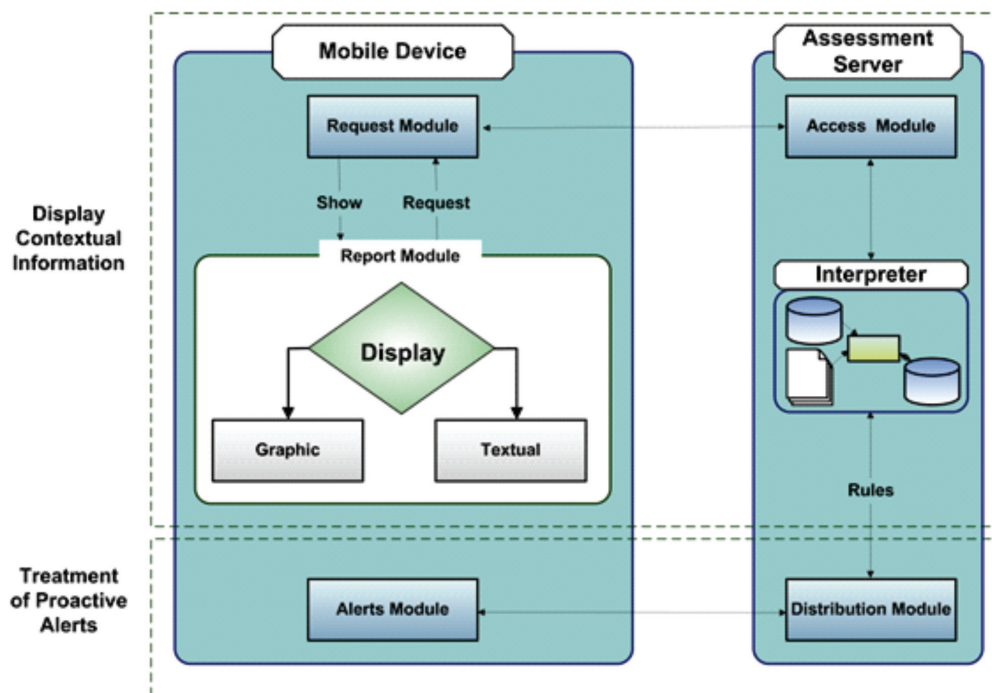 Mobile Device
Assessment
Server
Request Module
Access Module
Show
Request
Display
Contextual
Information
Report Module
Interpreter
Display
Graphic
Textual
Rules
Treatment
of Proactive
Alerts
Alerts Module
Distribution Module